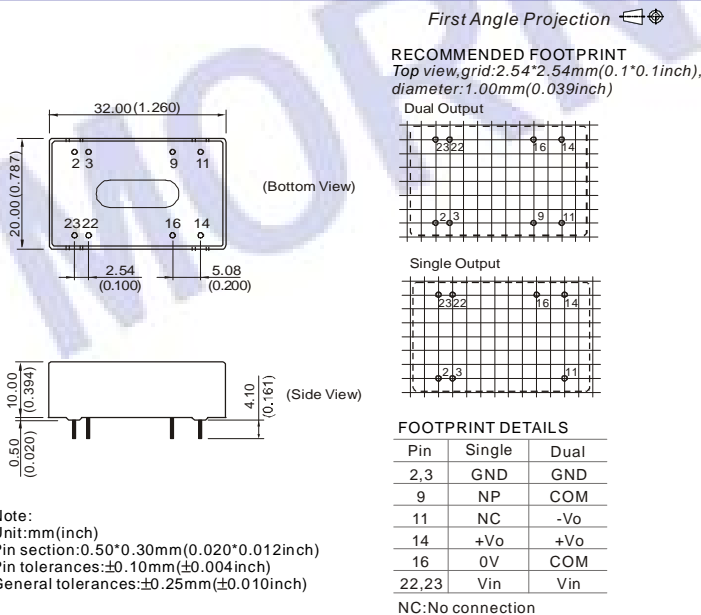 First Angle Projection
RECOMMENDED FOOTPRINT
Top view,grid:2.54*2.54mm(0.1*0.1inch),
diameter:1.00mm(0.039inch)
Dual Output
23 22 16 14
2 3 9 11
Single Output
23 22 16 14
2 3 11
32.00(1.260)
20.00(0.787)
2 3 9 11
(Bottom View)
23 22 16 14
2.54
(0.100)
5.08
(0.200)
10.00
(0.394)
0.50
(0.020)
4.10
(0.161)
(Side View)
FOOTPRINT DETAILS
Pin Single Dual
2,3 GND GND
9 NP COM
11 NC -Vo
14 +Vo +Vo
16 0V COM
22,23 Vin Vin
NC:No connection
Note:
Unit:mm(inch)
Pin section:0.50*0.30mm(0.020*0.012inch)
Pin tolerances:±0.10mm(±0.004inch)
General tolerances:±0.25mm(±0.010inch)
MORN